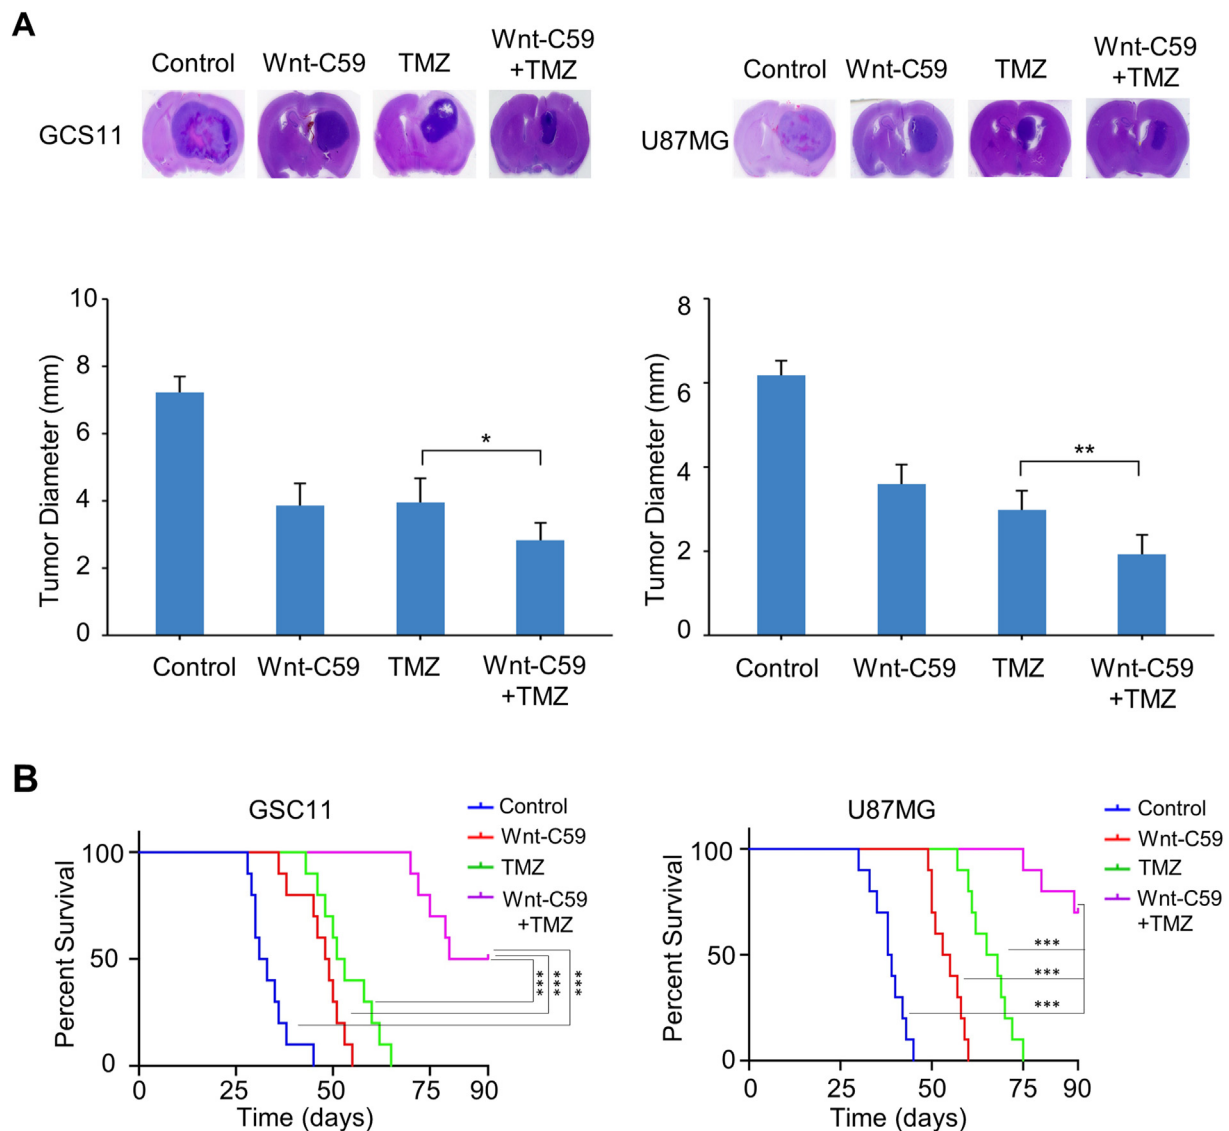 A
Control
Wnt-C59
TMZ
Wnt-C59
+TMZ
GCS11
Control
Wnt-C59
TMZ
Wnt-C59
+TMZ
U87MG
Tumor Diameter (mm)
10
8
6
4
2
0
*
Control
Wnt-C59
TMZ
Wnt-C59
+TMZ
Tumor Diameter (mm)
8
6
4
2
0
**
Control
Wnt-C59
TMZ
Wnt-C59
+TMZ
B
GSC11
Control
Wnt-C59
TMZ
Wnt-C59
+TMZ
Percent Survival
100
50
0
***
***
***
0
25
50
75
90
Time (days)
U87MG
Control
Wnt-C59
TMZ
Wnt-C59
+TMZ
Percent Survival
100
50
0
***
***
***
0
25
50
75
90
Time (days)